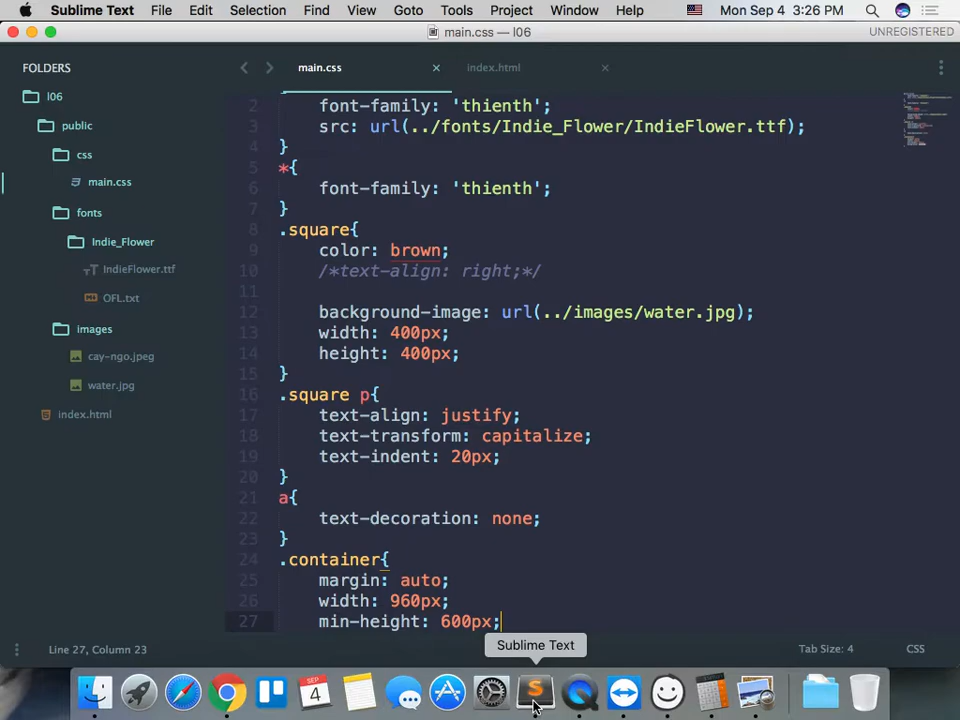 Sublime Text File Edit Selection Find View Goto Tools Project Window Help Mon Sep 4 3:26 PM
main.css — l06
UNREGISTERED
FOLDERS
l06
public
css
main.css
fonts
Indie_Flower
IndieFlower.ttf
OFL.txt
images
cay-ngo.jpeg
water.jpg
index.html
main.css × index.html ×
2 font-family: 'thienth';
3 src: url(../fonts/Indie_Flower/IndieFlower.ttf);
4 }
5 *{
6 font-family: 'thienth';
7 }
8 .square{
9 color: brown;
10 /*text-align: right;*/
11
12 background-image: url(../images/water.jpg);
13 width: 400px;
14 height: 400px;
15 }
16 .square p{
17 text-align: justify;
18 text-transform: capitalize;
19 text-indent: 20px;
20 }
21 a{
22 text-decoration: none;
23 }
24 .container{
25 margin: auto;
26 width: 960px;
27 min-height: 600px;
Sublime Text
Line 27, Column 23
Tab Size: 4 CSS
SEP
4